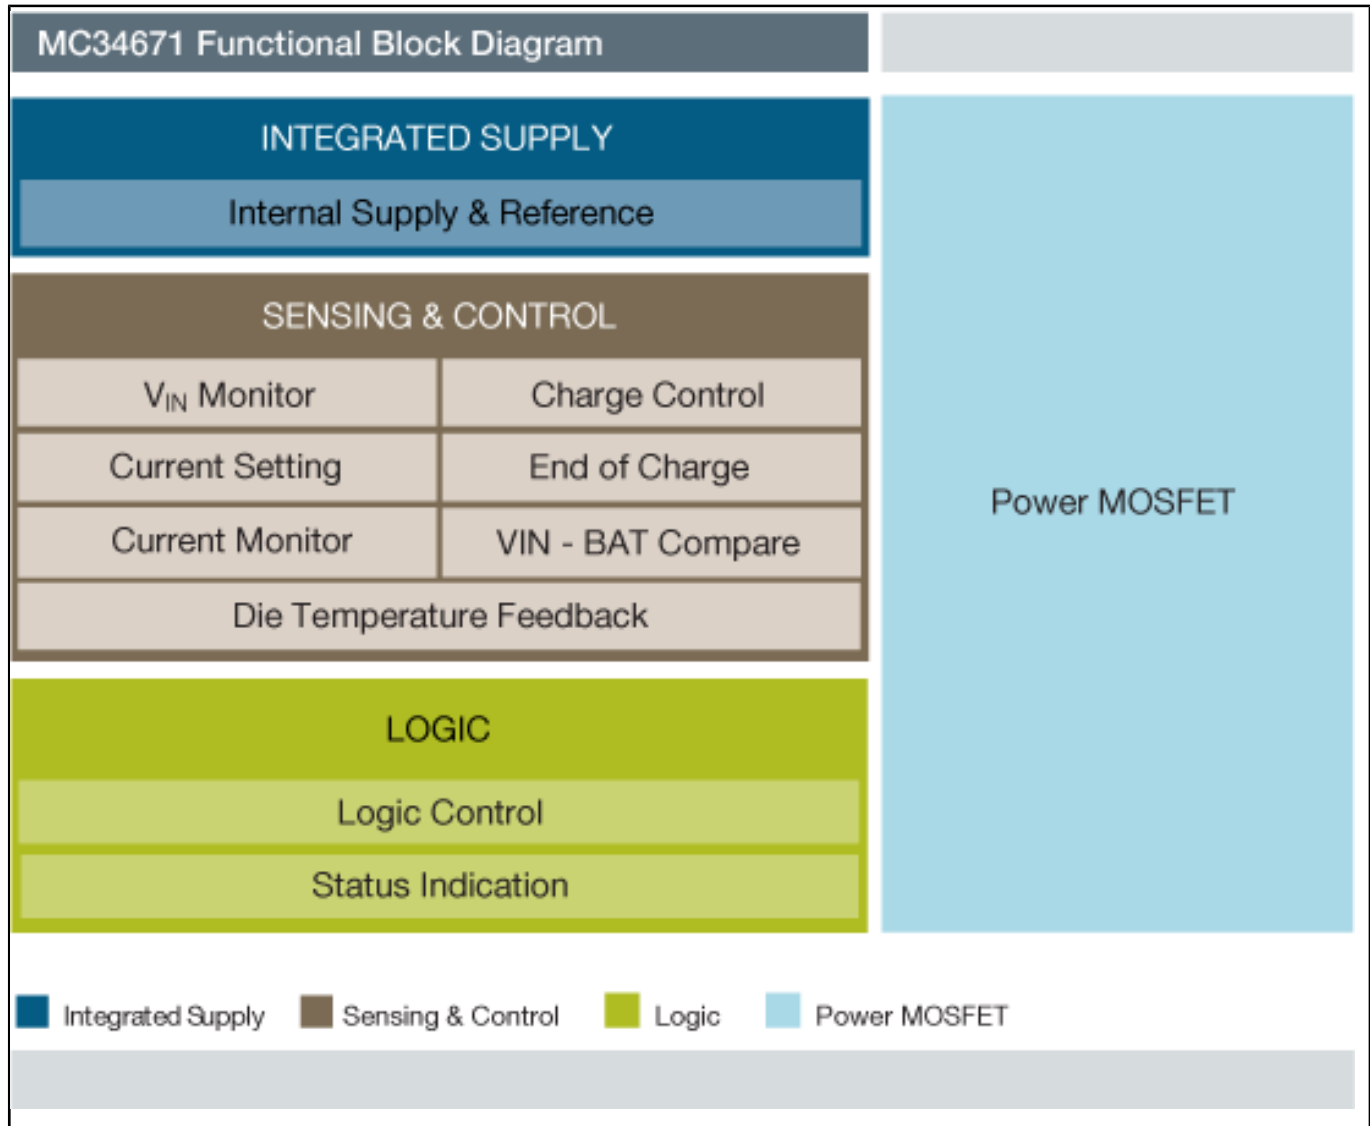 MC34671 Functional Block Diagram
INTEGRATED SUPPLY
Internal Supply & Reference
SENSING & CONTROL
VIN Monitor
Charge Control
Current Setting
End of Charge
Current Monitor
VIN - BAT Compare
Die Temperature Feedback
LOGIC
Logic Control
Status Indication
Power MOSFET
Integrated Supply
Sensing & Control
Logic
Power MOSFET